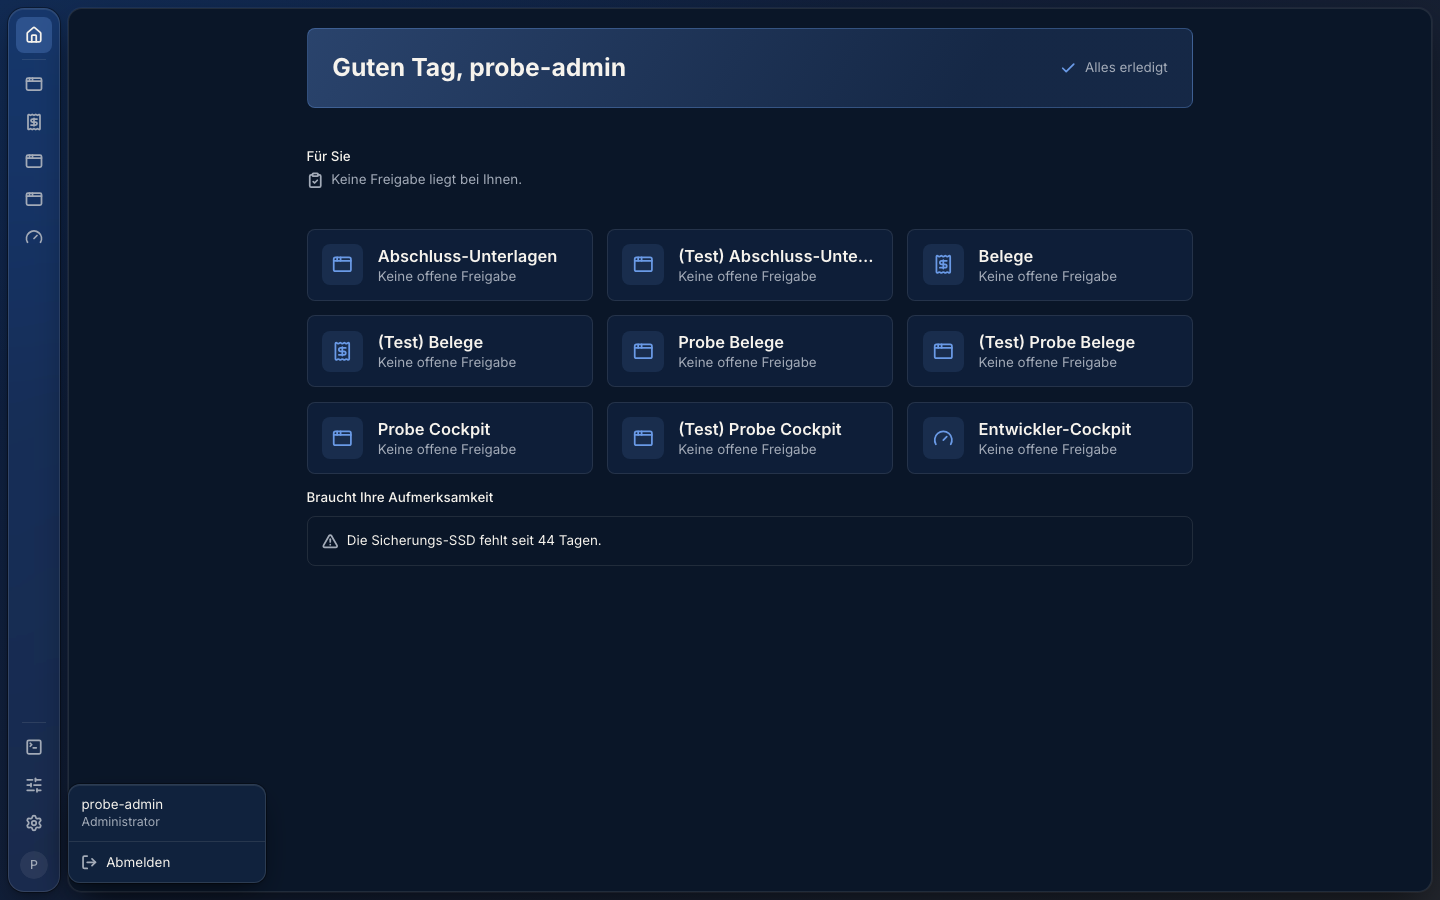 Guten Tag, probe-admin
Alles erledigt
Für Sie
Keine Freigabe liegt bei Ihnen.
Abschluss-Unterlagen
Keine offene Freigabe
(Test) Abschluss-Unte...
Keine offene Freigabe
Belege
Keine offene Freigabe
(Test) Belege
Keine offene Freigabe
Probe Belege
Keine offene Freigabe
(Test) Probe Belege
Keine offene Freigabe
Probe Cockpit
Keine offene Freigabe
(Test) Probe Cockpit
Keine offene Freigabe
Entwickler-Cockpit
Keine offene Freigabe
Braucht Ihre Aufmerksamkeit
Die Sicherungs-SSD fehlt seit 44 Tagen.
probe-admin
Administrator
Abmelden
P